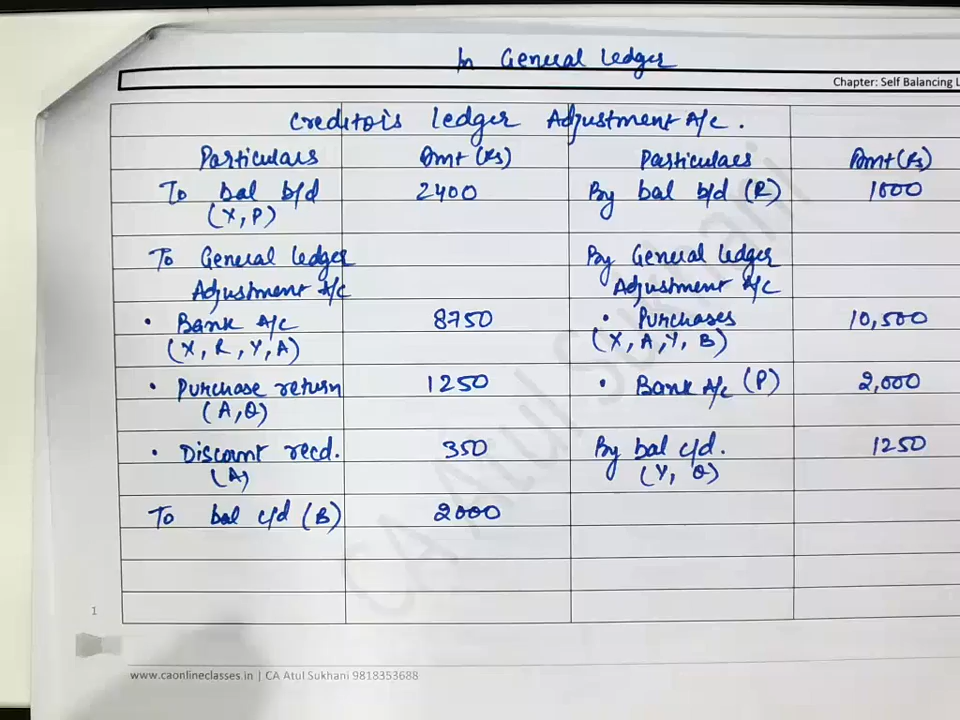 In General Ledger
Chapter: Self Balancing L
Creditors ledger Adjustment A/c.
Particulars Amt (Rs) Particulars Amt (Rs)
To bal b/d 2400 By bal b/d (R) 1000
(X, P)
To General ledger By General ledger
Adjustment A/c Adjustment A/c
• Bank A/c 8750 • Purchases 10,500
(X, R, Y, A) (X, A, Y, B)
• Purchase return 1250 • Bank A/c (P) 2,000
(A, Q)
• Discount recd. 350 By bal c/d. 1250
(A) (Y, Q)
To bal c/d (B) 2000
CA Atul Sukhani
1
www.caonlineclasses.in | CA Atul Sukhani 9818353688